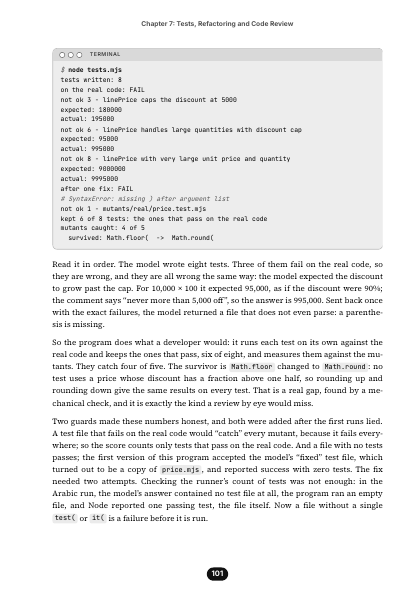 Chapter 7: Tests, Refactoring and Code Review
TERMINAL
# node tests.mjs
tests written: 8
on the real code: FAIL
not ok 3 - linePrice caps the discount at 5000
expected: 180000
actual: 195000
not ok 6 - linePrice handles large quantities with discount cap
expected: 95000
actual: 995000
not ok 8 - linePrice with very large unit price and quantity
expected: 9000000
actual: 9995000
after one fix: FAIL
# SyntaxError: missing ) after argument list
not ok 1 - mutants/real/price.test.mjs
kept 6 of 8 tests: the ones that pass on the real code
mutants caught: 4 of 5
survived: Math.floor( -> Math.round(
Read it in order. The model wrote eight tests. Three of them fail on the real code, so
they are wrong, and they are all wrong the same way: the model expected the discount
to grow past the cap. For 10,000 × 100 it expected 95,000, as if the discount were 90%;
the comment says “never more than 5,000 off”, so the answer is 995,000. Sent back once
with the exact failures, the model returned a file that does not even parse: a parenthe-
sis is missing.
So the program does what a developer would: it runs each test on its own against the
real code and keeps the ones that pass, six of eight, and measures them against the mu-
tants. They catch four of five. The survivor is Math.floor changed to Math.round: no
test uses a price whose discount has a fraction above one half, so rounding up and
rounding down give the same results on every test. That is a real gap, found by a me-
chanical check, and it is exactly the kind a review by eye would miss.
Two guards made these numbers honest, and both were added after the first runs lied.
A test file that fails on the real code would “catch” every mutant, because it fails every-
where; so the score counts only tests that pass on the real code. And a file with no tests
passes; the first version of this program accepted the model’s “fixed” test file, which
turned out to be a copy of price.mjs, and reported success with zero tests. The fix
needed two attempts. Checking the runner’s count of tests was not enough: in the
Arabic run, the model’s answer contained no test file at all, the program ran an empty
file, and Node reported one passing test, the file itself. Now a file without a single
test( or it( is a failure before it is run.
101